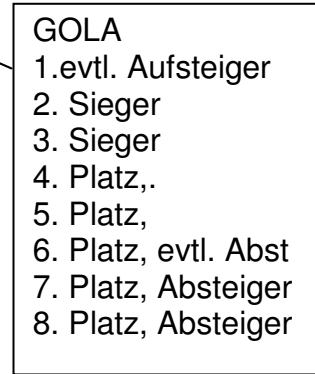 GOLA
1.evtl. Aufsteiger
2. Sieger
3. Sieger
4. Platz,.
5. Platz,
6. Platz, evtl. Abst
7. Platz, Absteiger
8. Platz, Absteiger